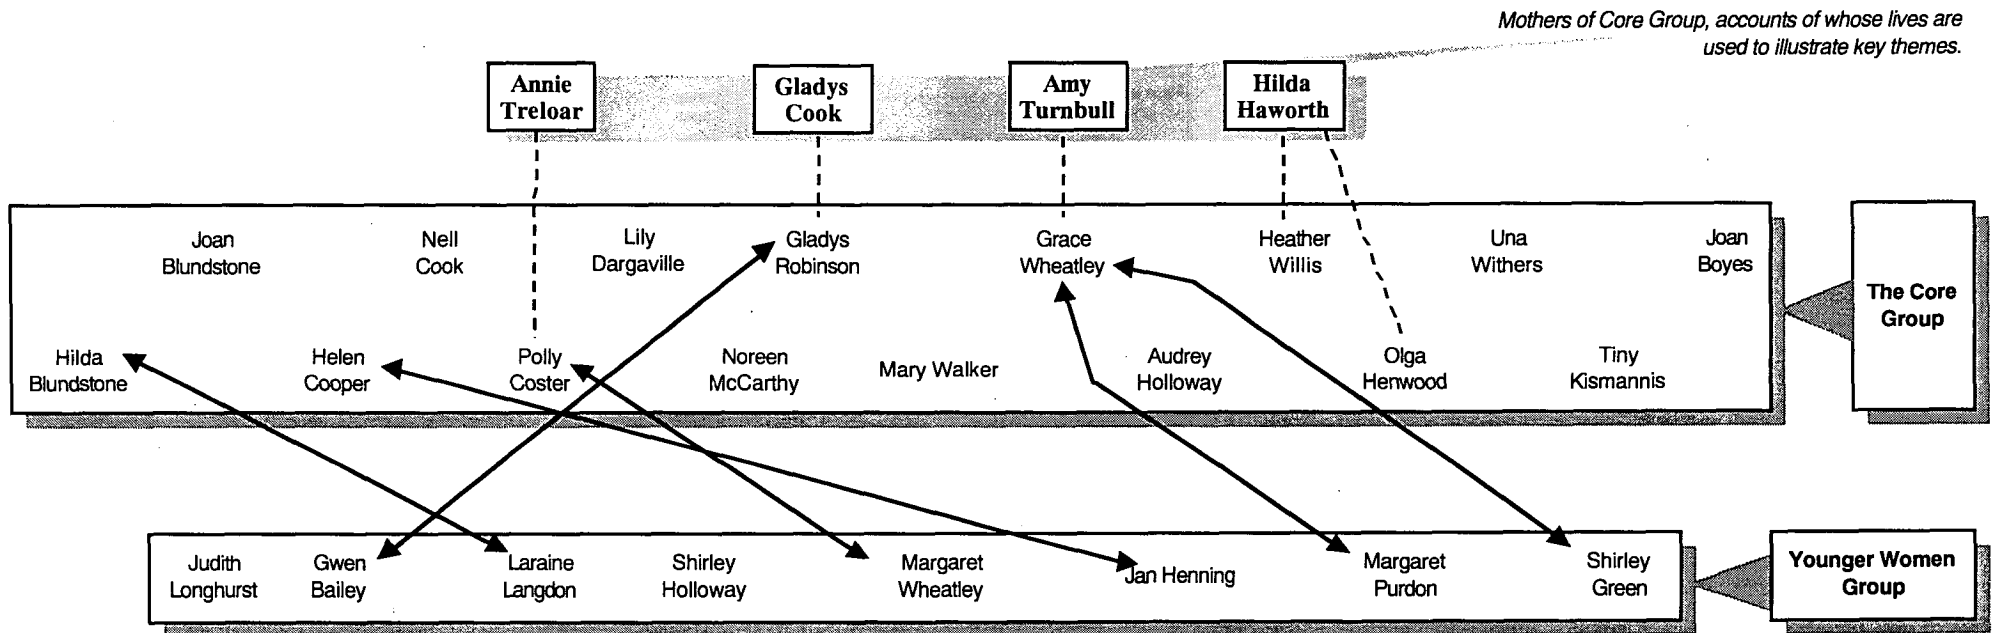 Mothers of Core Group, accounts of whose lives are
used to illustrate key themes.
Annie
Treloar
Gladys
Cook
Amy
Turnbull
Hilda
Haworth
Joan
Blundstone
Nell
Cook
Lily
Dargaville
Gladys
Robinson
Grace
Wheatley
Heather
Willis
Una
Withers
Joan
Boyes
The Core
Group
Hilda
Blundstone
Helen
Cooper
Polly
Coster
Noreen
McCarthy
Mary Walker
Audrey
Holloway
Olga
Henwood
Tiny
Kismannis
Judith
Longhurst
Gwen
Bailey
Laraine
Langdon
Shirley
Holloway
Margaret
Wheatley
Jan Henning
Margaret
Purdon
Shirley
Green
Younger Women
Group